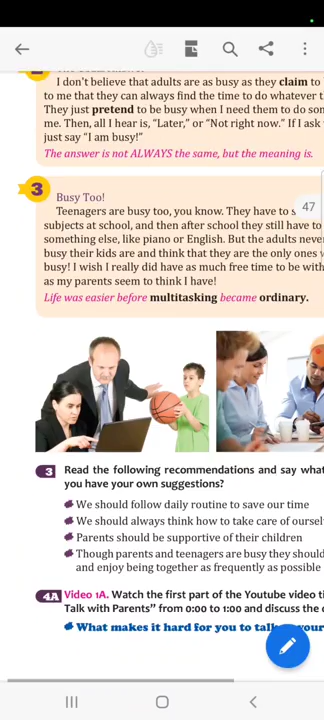 I don't believe that adults are as busy as they claim to
to me that they can always find the time to do whatever t
They just pretend to be busy when I need them to do som
me. Then, all I hear is, "Later," or "Not right now." If I ask
just say "I am busy!"
The answer is not ALWAYS the same, but the meaning is.
3
Busy Too!
47
Teenagers are busy too, you know. They have to s
subjects at school, and then after school they still have to
something else, like piano or English. But the adults neve
busy their kids are and think that they are the only ones w
busy! I wish I really did have as much free time to be with
as my parents seem to think I have!
Life was easier before multitasking became ordinary.
3 Read the following recommendations and say what
you have your own suggestions?
We should follow daily routine to save our time
We should always think how to take care of oursel
Parents should be supportive of their children
Though parents and teenagers are busy they should
and enjoy being together as frequently as possible
4A Video 1A. Watch the first part of the Youtube video ti
Talk with Parents" from 0:00 to 1:00 and discuss the
What makes it hard for you to talk your